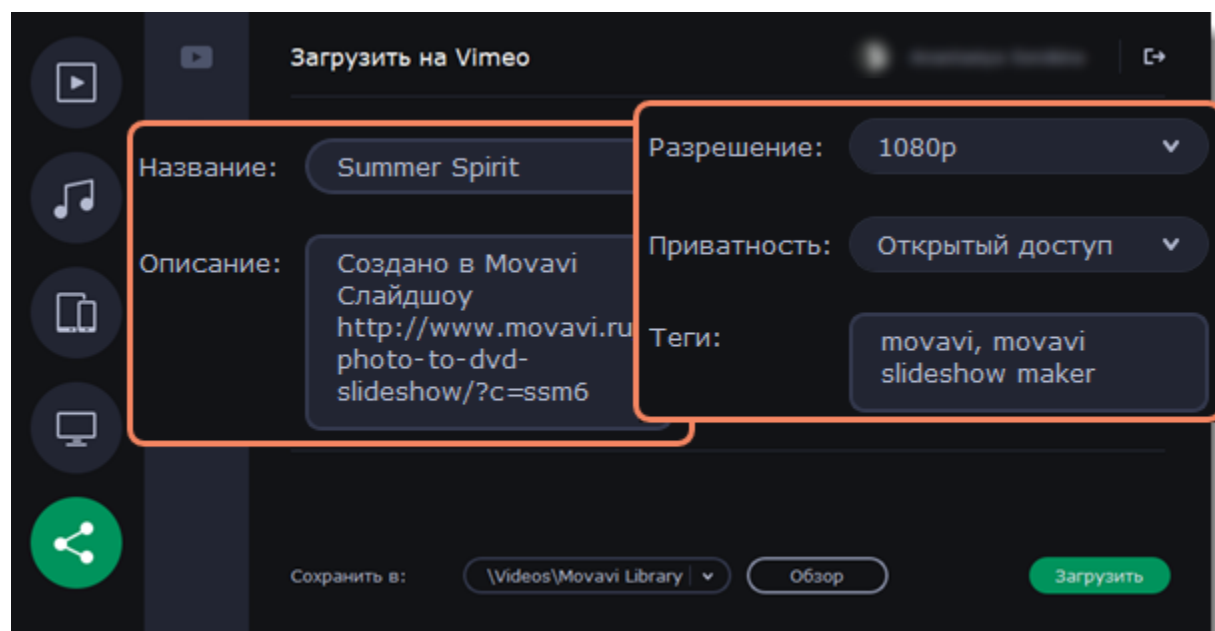 Загрузить на Vimeo
Название:
Summer Spirit
Описание:
Создано в Movavi
Слайдшоу
http://www.movavi.ru
photo-to-dvd-
slideshow/?c=ssm6
Разрешение:
1080p
Приватность:
Открытый доступ
Теги:
movavi, movavi
slideshow maker
Сохранить в:
\Videos\Movavi Library
Обзор
Загрузить